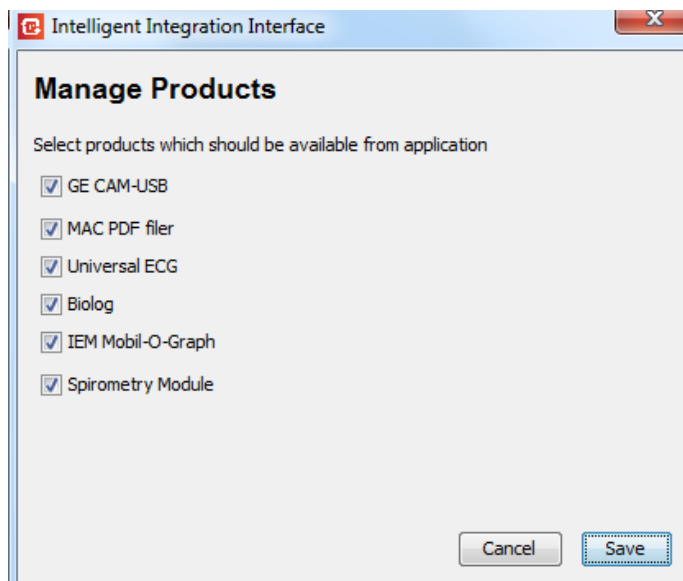 Intelligent Integration Interface
Manage Products
Select products which should be available from application
GE CAM-USB
MAC PDF filer
Universal ECG
Biolog
IEM Mobil-O-Graph
Spirometry Module
Cancel Save